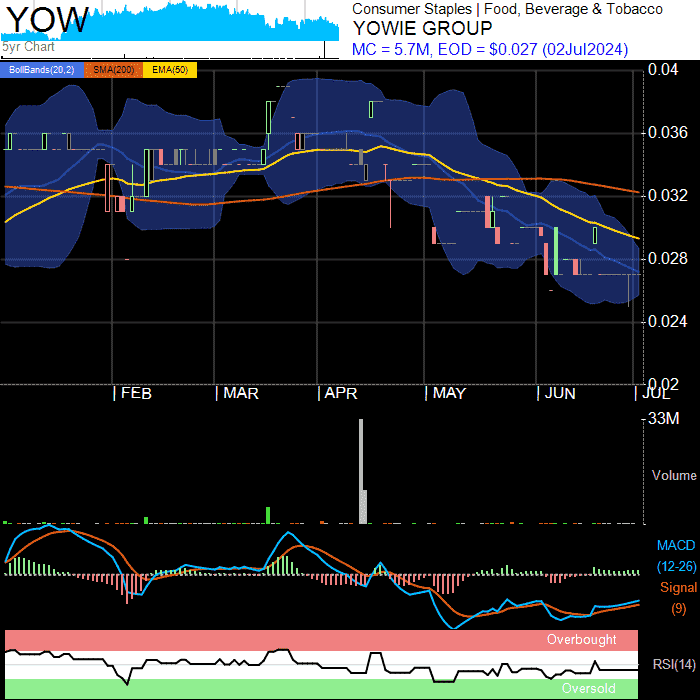 YOW
5yr Chart
Consumer Staples | Food, Beverage & Tobacco
YOWIE GROUP
MC = 5.7M, EOD = $0.027 (02Jul2024)
BollBands(20,2) SMA(200) EMA(50)
0.04
0.036
0.032
0.028
0.024
0.02
FEB MAR APR MAY JUN JUL
33M
Volume
MACD
(12-26)
Signal
(9)
Overbought
RSI(14)
Oversold